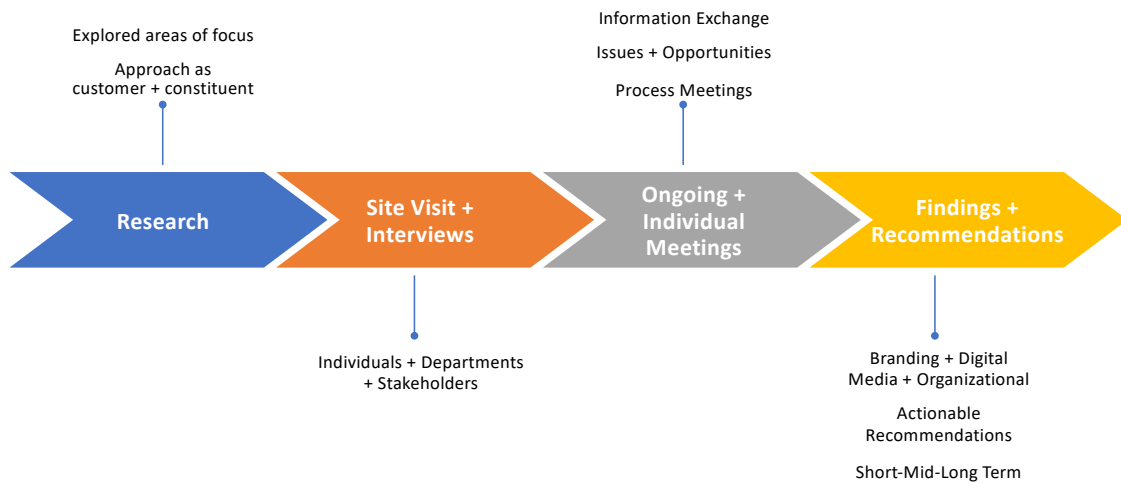 Explored areas of focus
Approach as
customer + constituent
Information Exchange
Issues + Opportunities
Process Meetings
Research
Site Visit +
Interviews
Ongoing +
Individual
Meetings
Findings +
Recommendations
Individuals + Departments
+ Stakeholders
Branding + Digital
Media + Organizational
Actionable
Recommendations
Short-Mid-Long Term